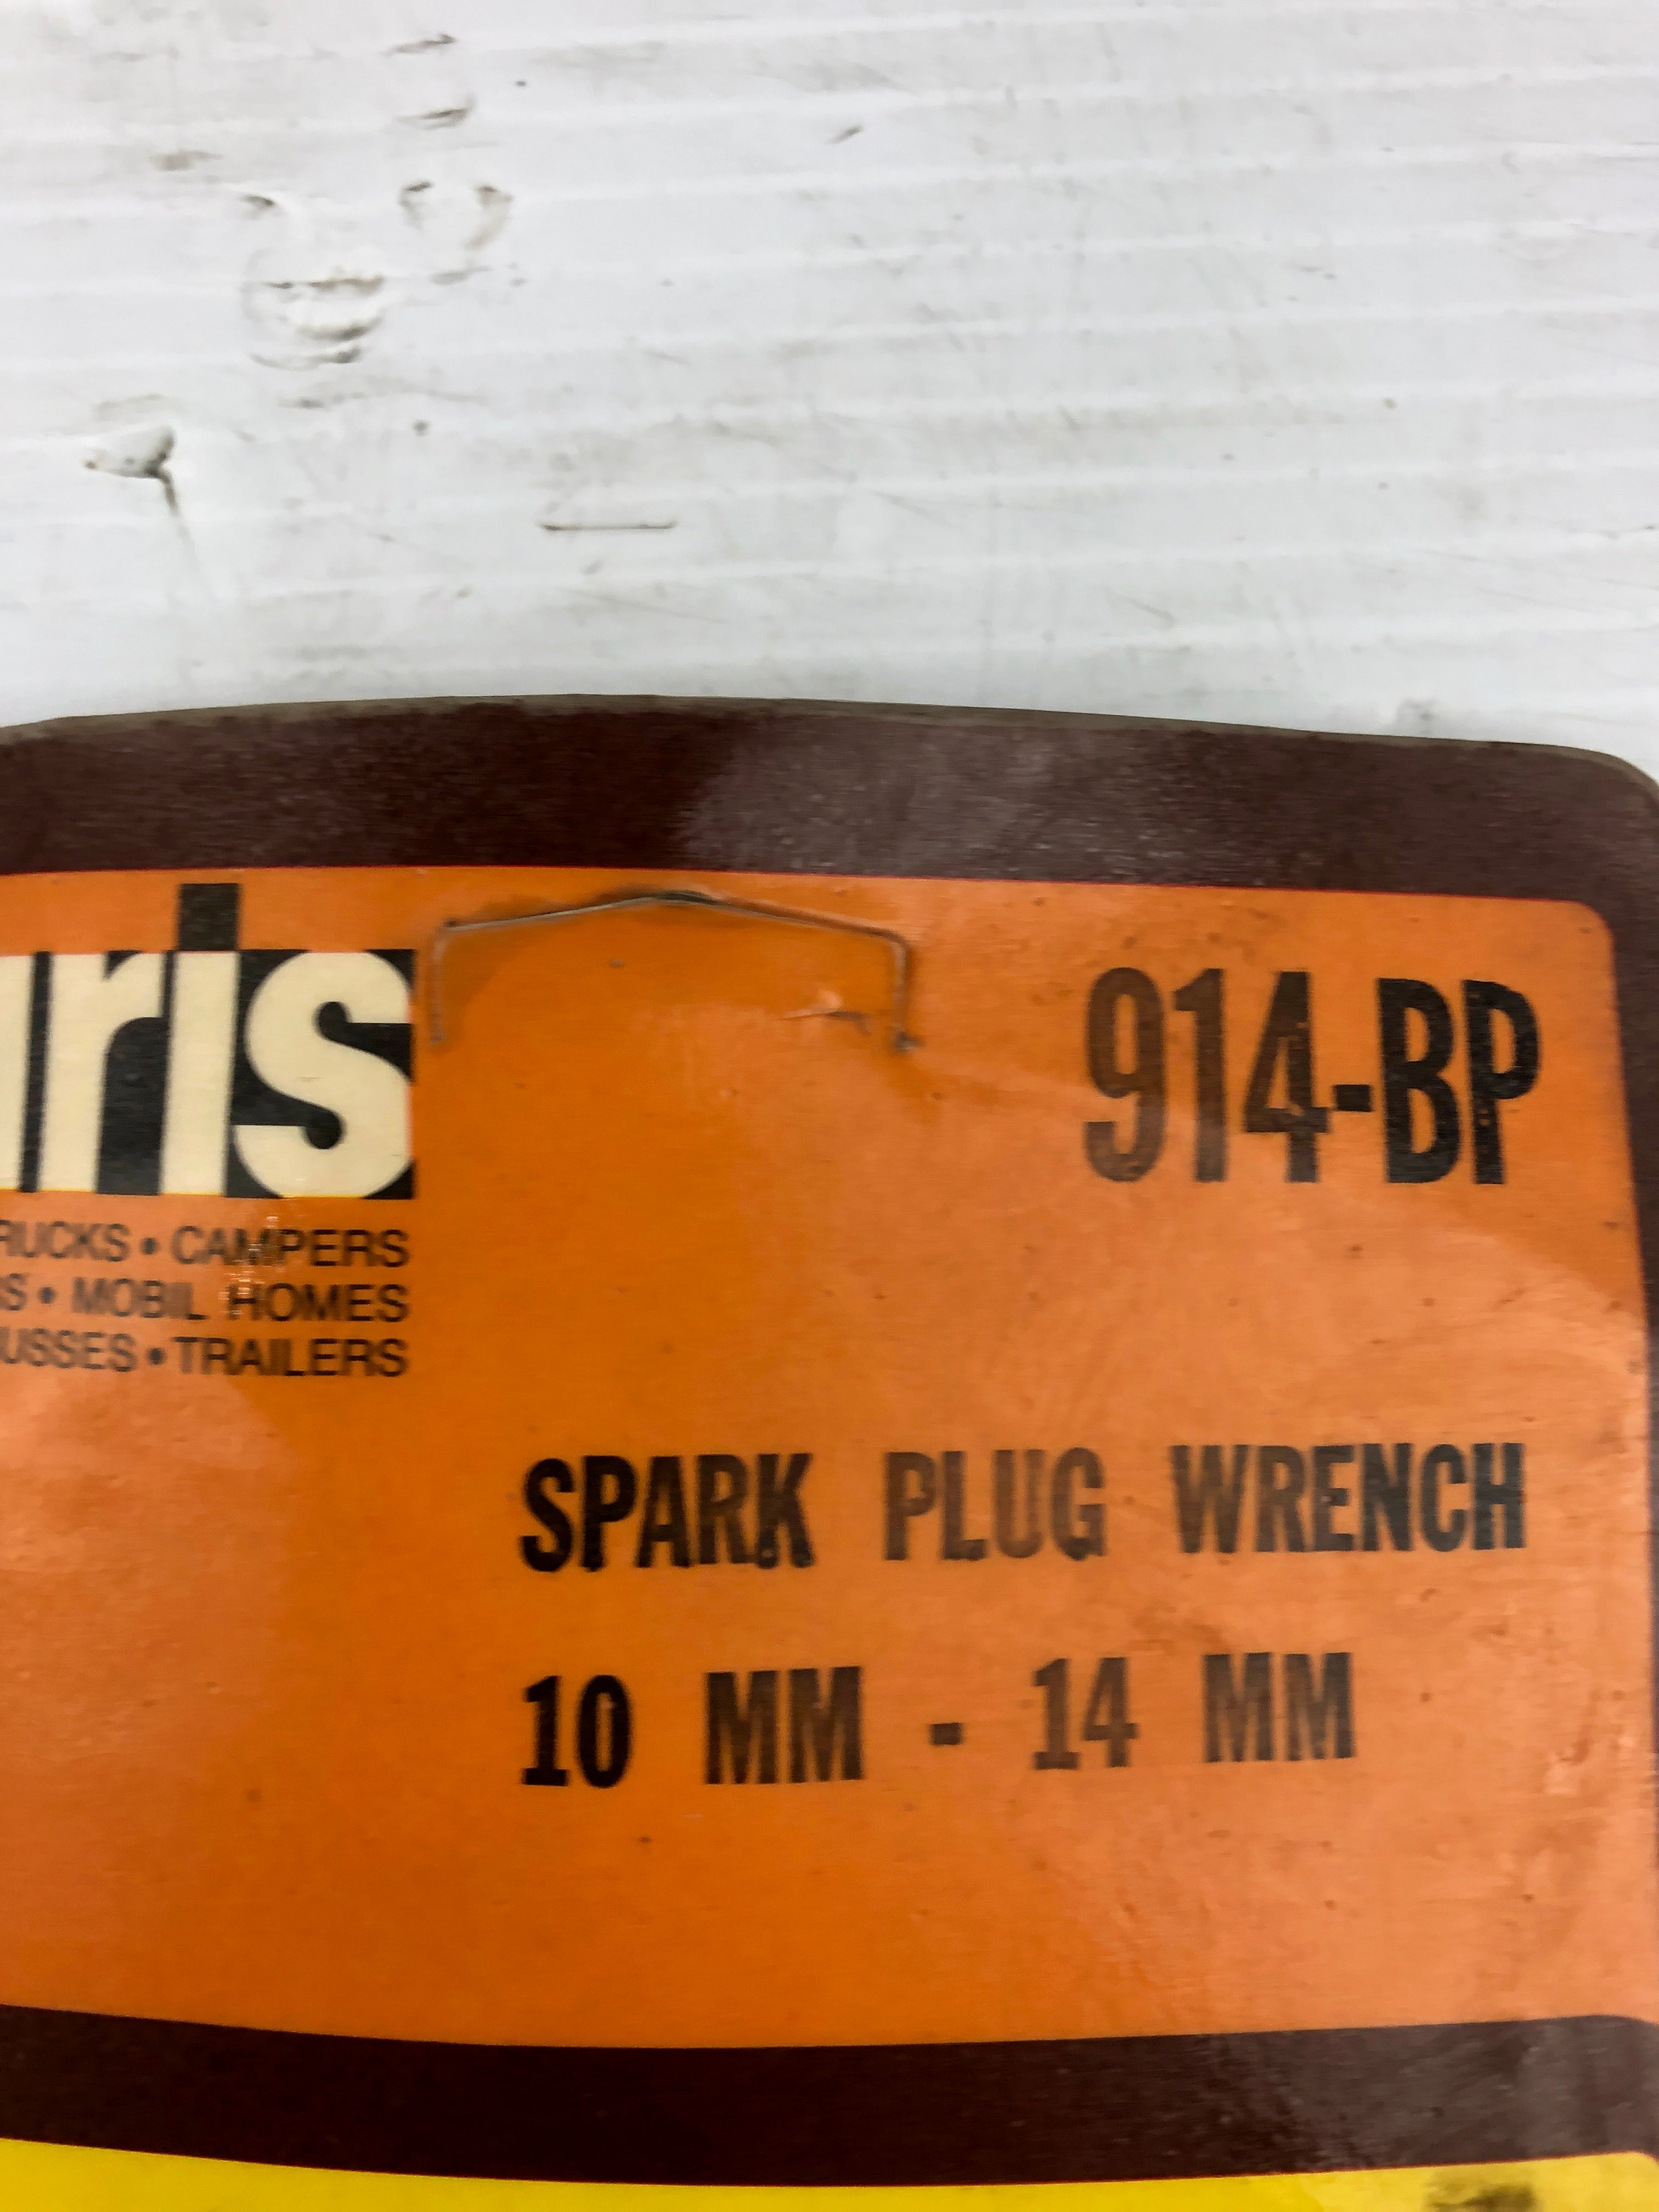 914-BP
CAMPERS
MOBIL HOMES
TRAILERS
SPARK PLUG WRENCH
10 MM - 14 MM